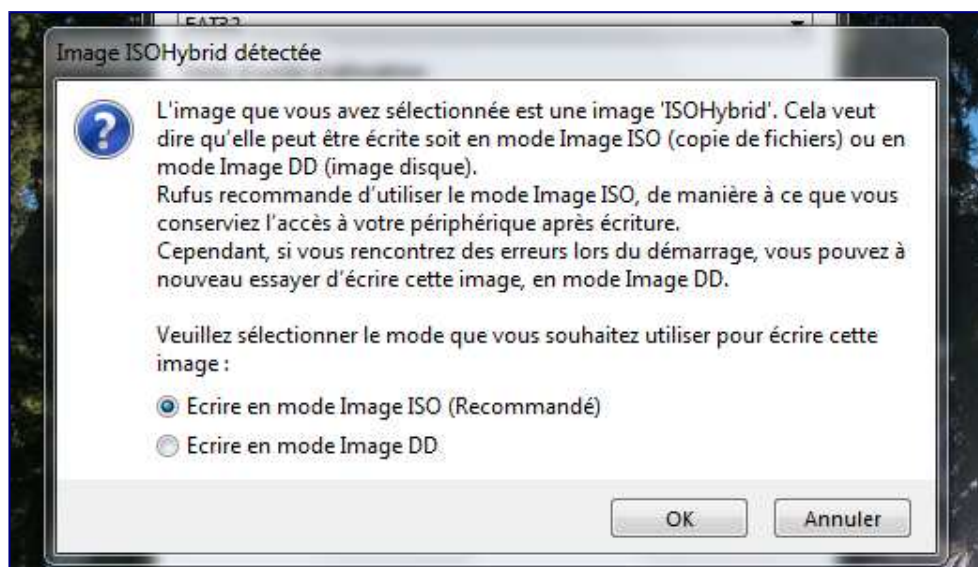 FAT32
Image ISOHybrid détectée
L'image que vous avez sélectionnée est une image 'ISOHybrid'. Cela veut
dire qu'elle peut être écrite soit en mode Image ISO (copie de fichiers) ou en
mode Image DD (image disque).
Rufus recommande d'utiliser le mode Image ISO, de manière à ce que vous
conserviez l'accès à votre périphérique après écriture.
Cependant, si vous rencontrez des erreurs lors du démarrage, vous pouvez à
nouveau essayer d'écrire cette image, en mode Image DD.
Veuillez sélectionner le mode que vous souhaitez utiliser pour écrire cette
image :
Ecrire en mode Image ISO (Recommandé)
Ecrire en mode Image DD
OK Annuler